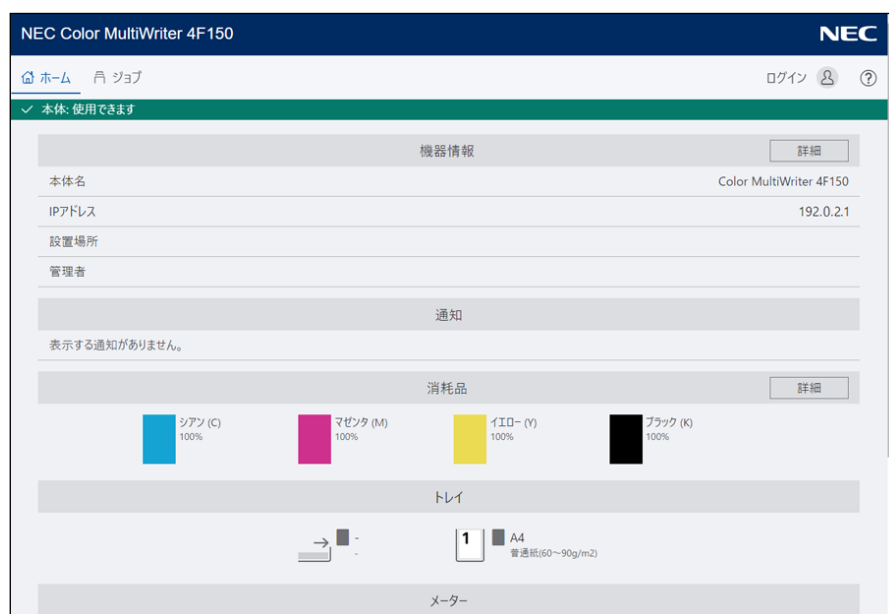 NEC Color MultiWriter 4F150 NEC
ホーム ジョブ ログイン ?
本体: 使用できます
機器情報 詳細
本体名 Color MultiWriter 4F150
IPアドレス 192.0.2.1
設置場所
管理者
通知
表示する通知がありません。
消耗品 詳細
シアン (C) マゼンタ (M) イエロー (Y) ブラック (K)
100% 100% 100% 100%
トレイ
- 1 A4
- 普通紙(60～90g/m2)
メーター